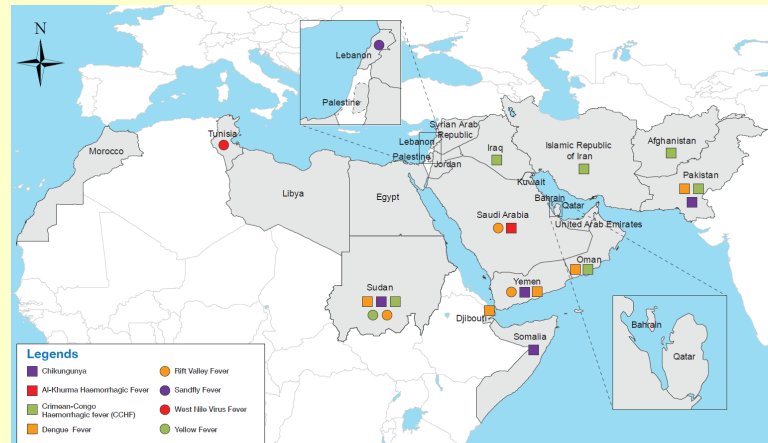 N
Lebanon
Palestine
Tunisia
Morocco
Syrian Arab
Republic
Lebanon
Palestine
Jordan
Iraq
Islamic Republic
of Iran
Afghanistan
Pakistan
Kuwait
Libya
Egypt
Bahrain
Qatar
Saudi Arabia
United Arab Emirates
Oman
Sudan
Yemen
Djibouti
Somalia
Bahrain
Qatar
Legends
Chikungunya
Al-Khurma Haemorrhagic Fever
Crimean-Congo
Haemorrhagic fever (CCHF)
Dengue Fever
Rift Valley Fever
Sandfly Fever
West Nile Virus Fever
Yellow Fever